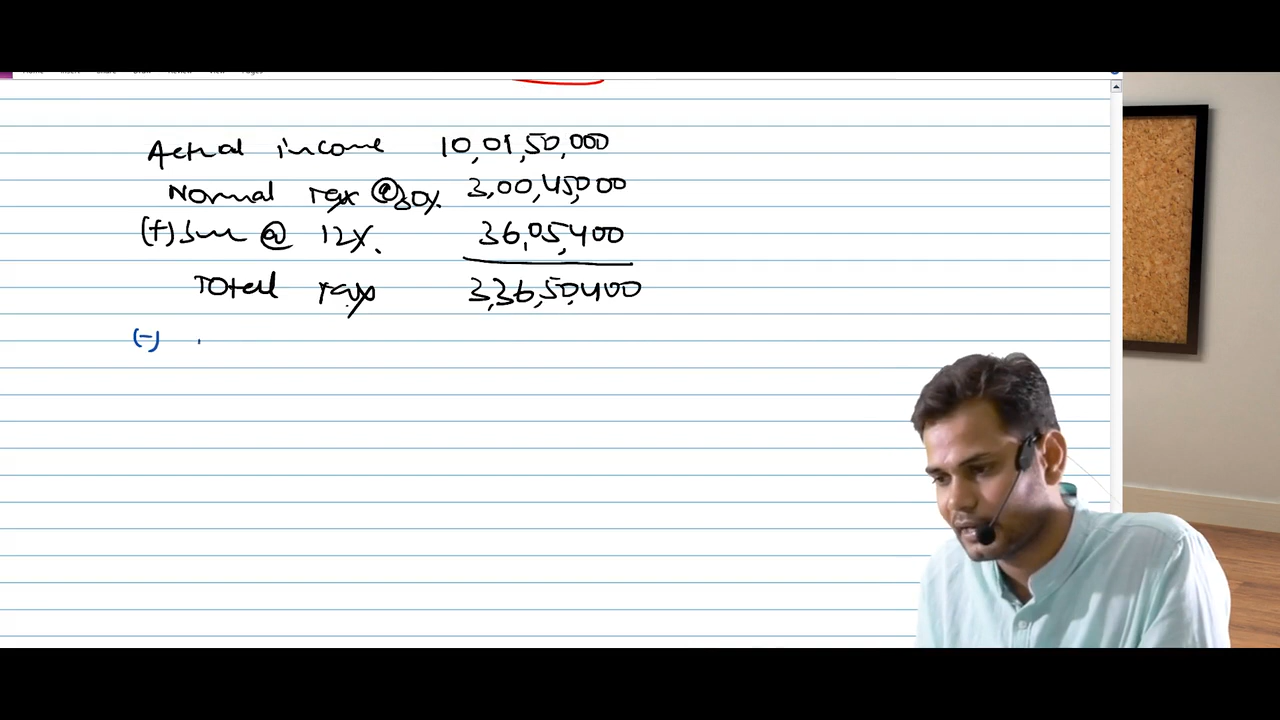 Actual income 10,01,50,000
Normal Tax @30% 3,00,45,000
(+) Sur @ 12% 36,05,400
Total Tax 3,36,50,400
(-)